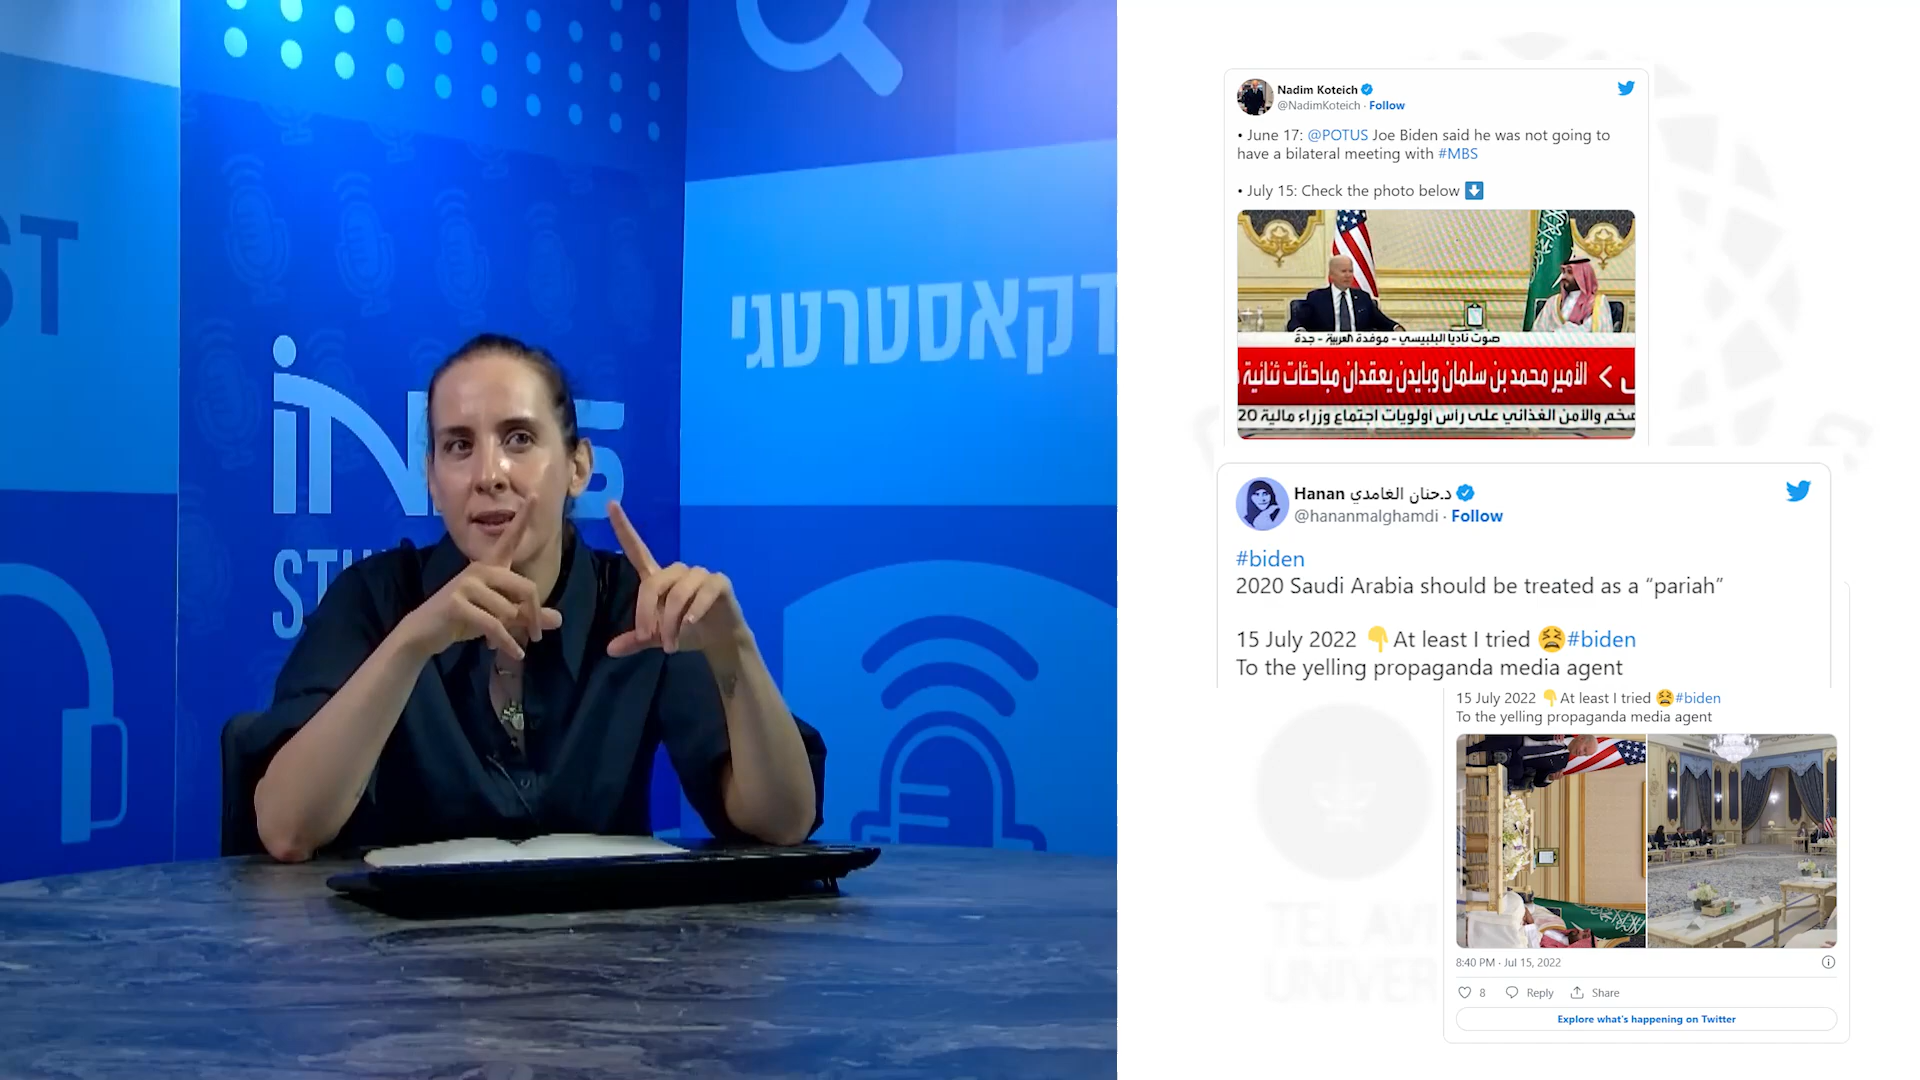 ST
דקאסטרטגי
iNSS
Nadim Koteich
@NadimKoteich · Follow
• June 17: @POTUS Joe Biden said he was not going to
have a bilateral meeting with #MBS
• July 15: Check the photo below
صوت ناديا البلبيسي - موفدة العربية - جدة
الأمير محمد بن سلمان وبايدن يعقدان مباحثات ثنائية
والأمن الغذائي على رأس أولويات اجتماع وزراء مالية 20
Hanan د.حنان الغامدي
@hananmalghamdi · Follow
#biden
2020 Saudi Arabia should be treated as a “pariah”
15 July 2022 👇At least I tried 😫#biden
To the yelling propaganda media agent
15 July 2022 👇At least I tried 😫#biden
To the yelling propaganda media agent
8:40 PM · Jul 15, 2022
8 Reply Share
Explore what's happening on Twitter
TEL AVI
UNIVER